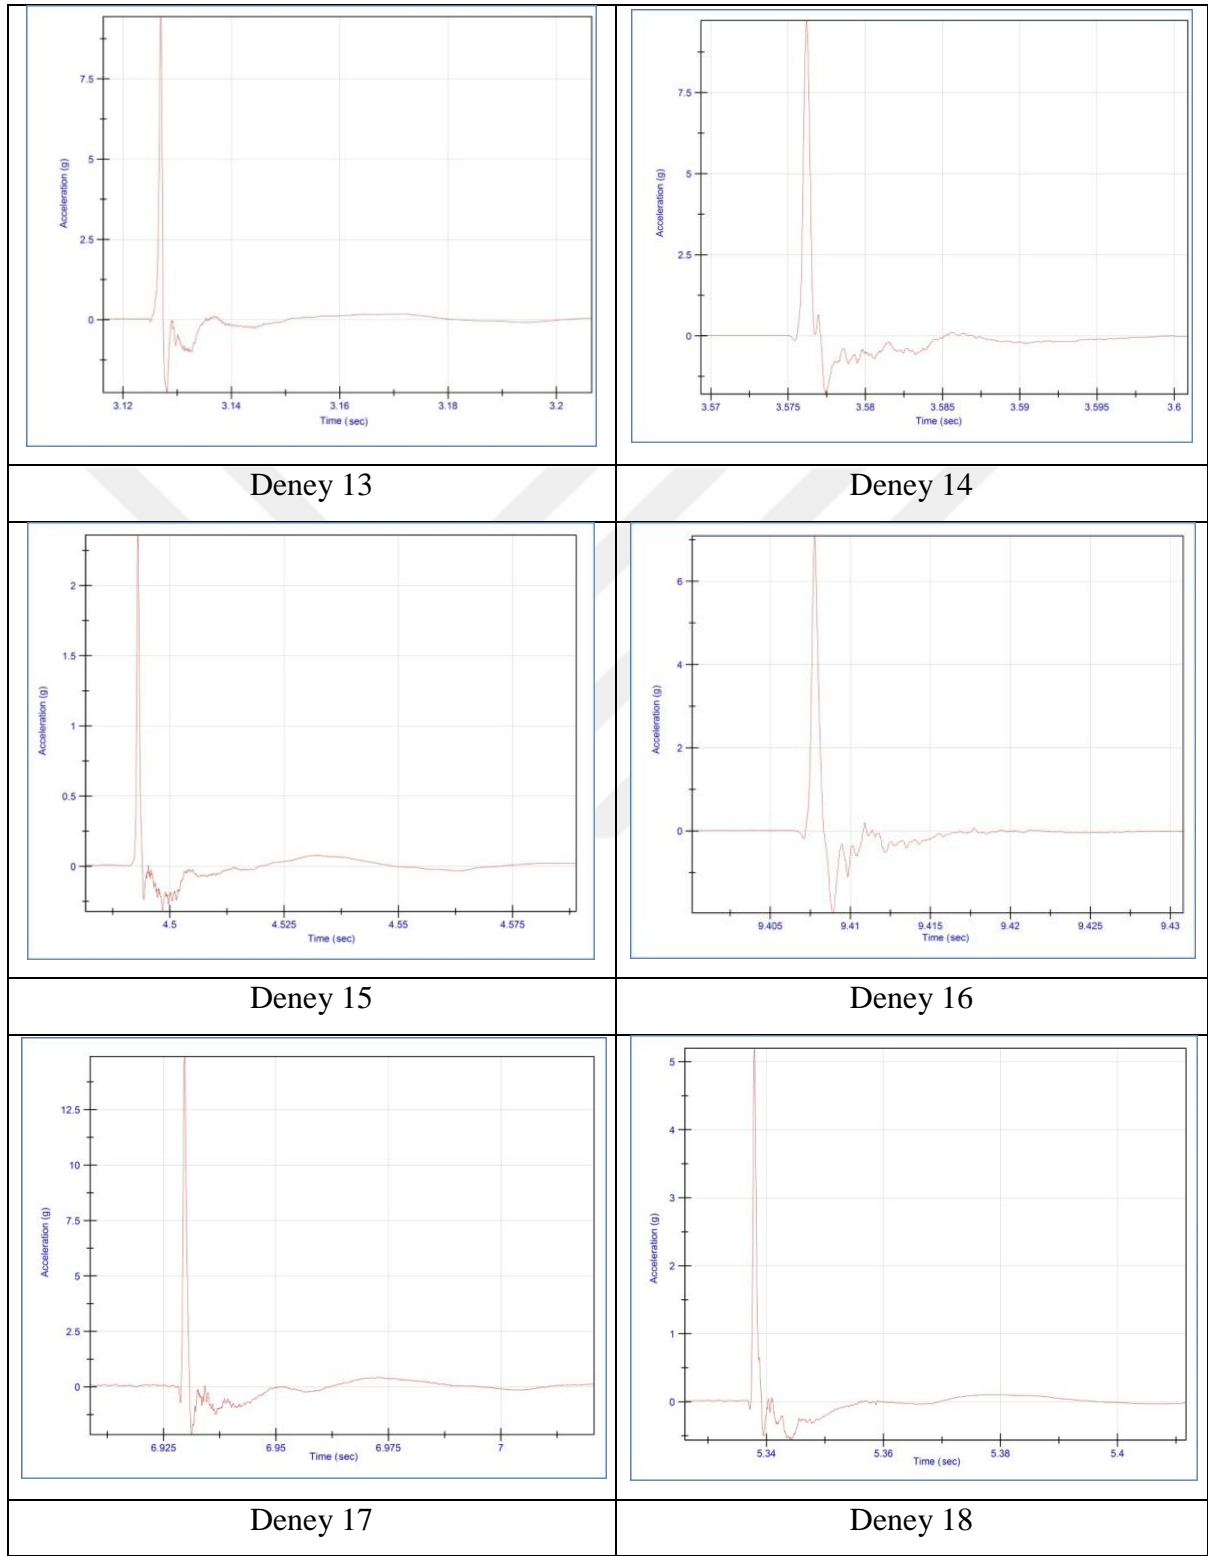 7.5
5
2.5
0
Acceleration (g)
3.12 3.14 3.16 3.18 3.2
Time (sec)
7.5
5
2.5
0
Acceleration (g)
3.57 3.575 3.58 3.585 3.59 3.595 3.6
Time (sec)
Deney 13 Deney 14
2
1.5
1
0.5
0
Acceleration (g)
4.5 4.525 4.55 4.575
Time (sec)
6
4
2
0
Acceleration (g)
9.405 9.41 9.415 9.42 9.425 9.43
Time (sec)
Deney 15 Deney 16
12.5
10
7.5
5
2.5
0
Acceleration (g)
6.925 6.95 6.975 7
Time (sec)
5
4
3
2
1
0
Acceleration (g)
5.34 5.36 5.38 5.4
Time (sec)
Deney 17 Deney 18